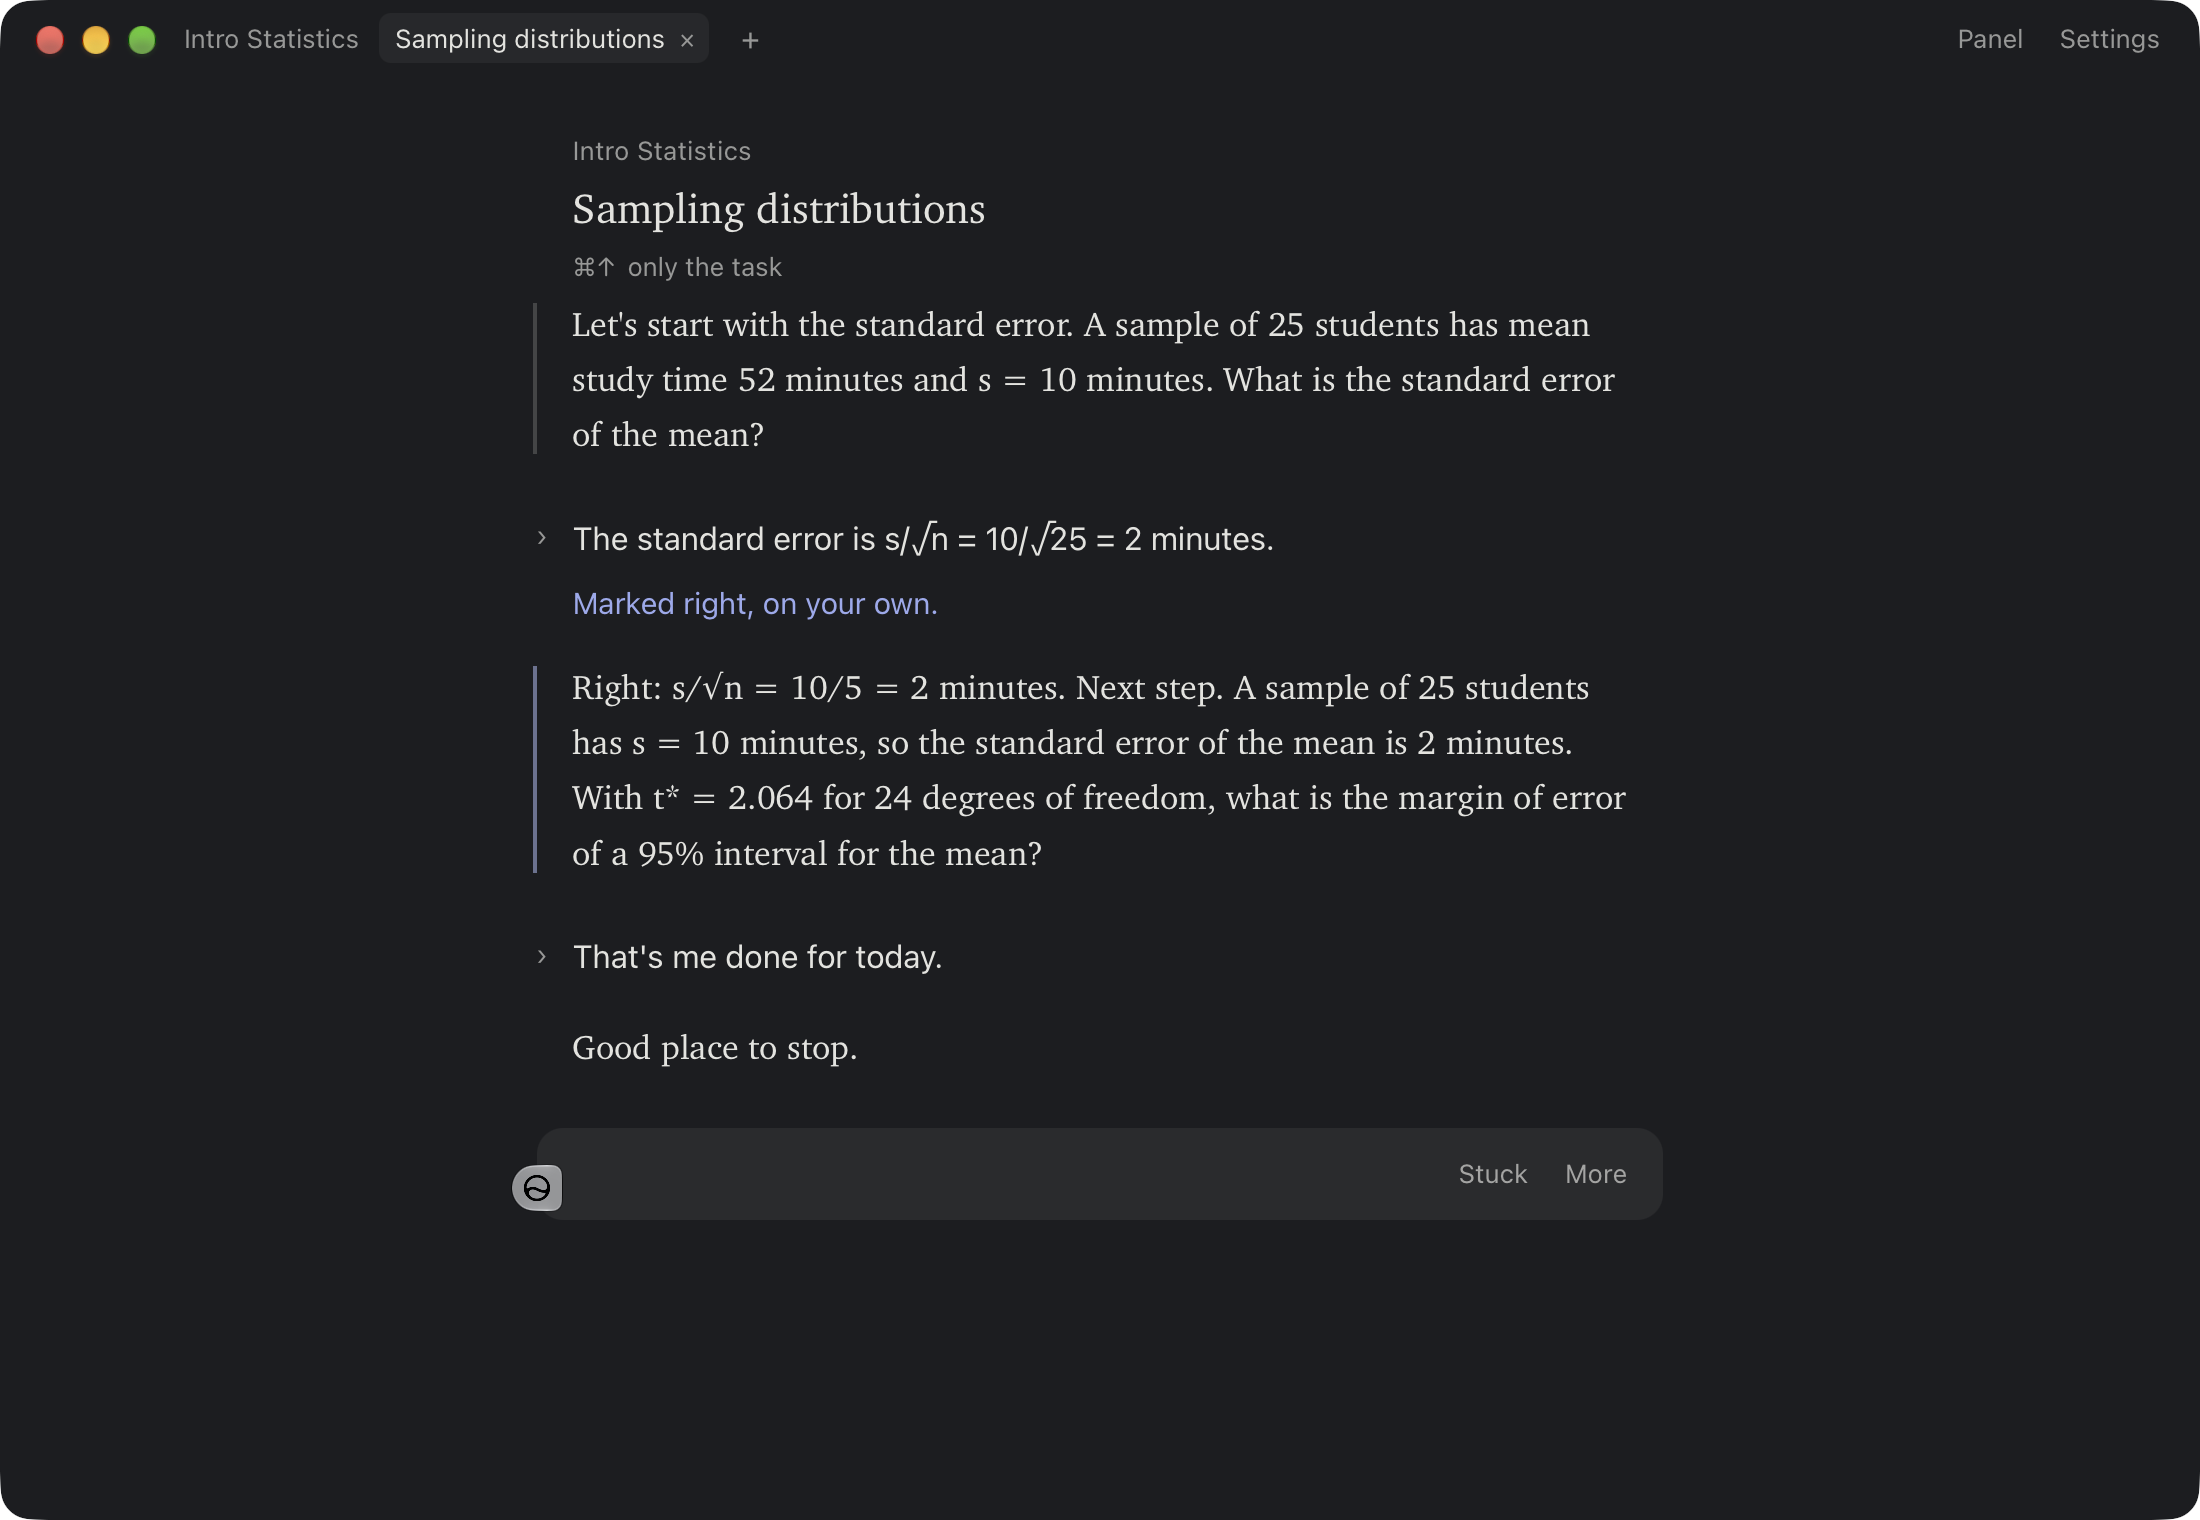 Intro Statistics
Sampling distributions ×
+
Panel
Settings
Intro Statistics
Sampling distributions
⌘↑ only the task
Let's start with the standard error. A sample of 25 students has mean
study time 52 minutes and s = 10 minutes. What is the standard error
of the mean?
› The standard error is s/√n = 10/√25 = 2 minutes.
Marked right, on your own.
Right: s/√n = 10/5 = 2 minutes. Next step. A sample of 25 students
has s = 10 minutes, so the standard error of the mean is 2 minutes.
With t* = 2.064 for 24 degrees of freedom, what is the margin of error
of a 95% interval for the mean?
› That's me done for today.
Good place to stop.
Stuck
More